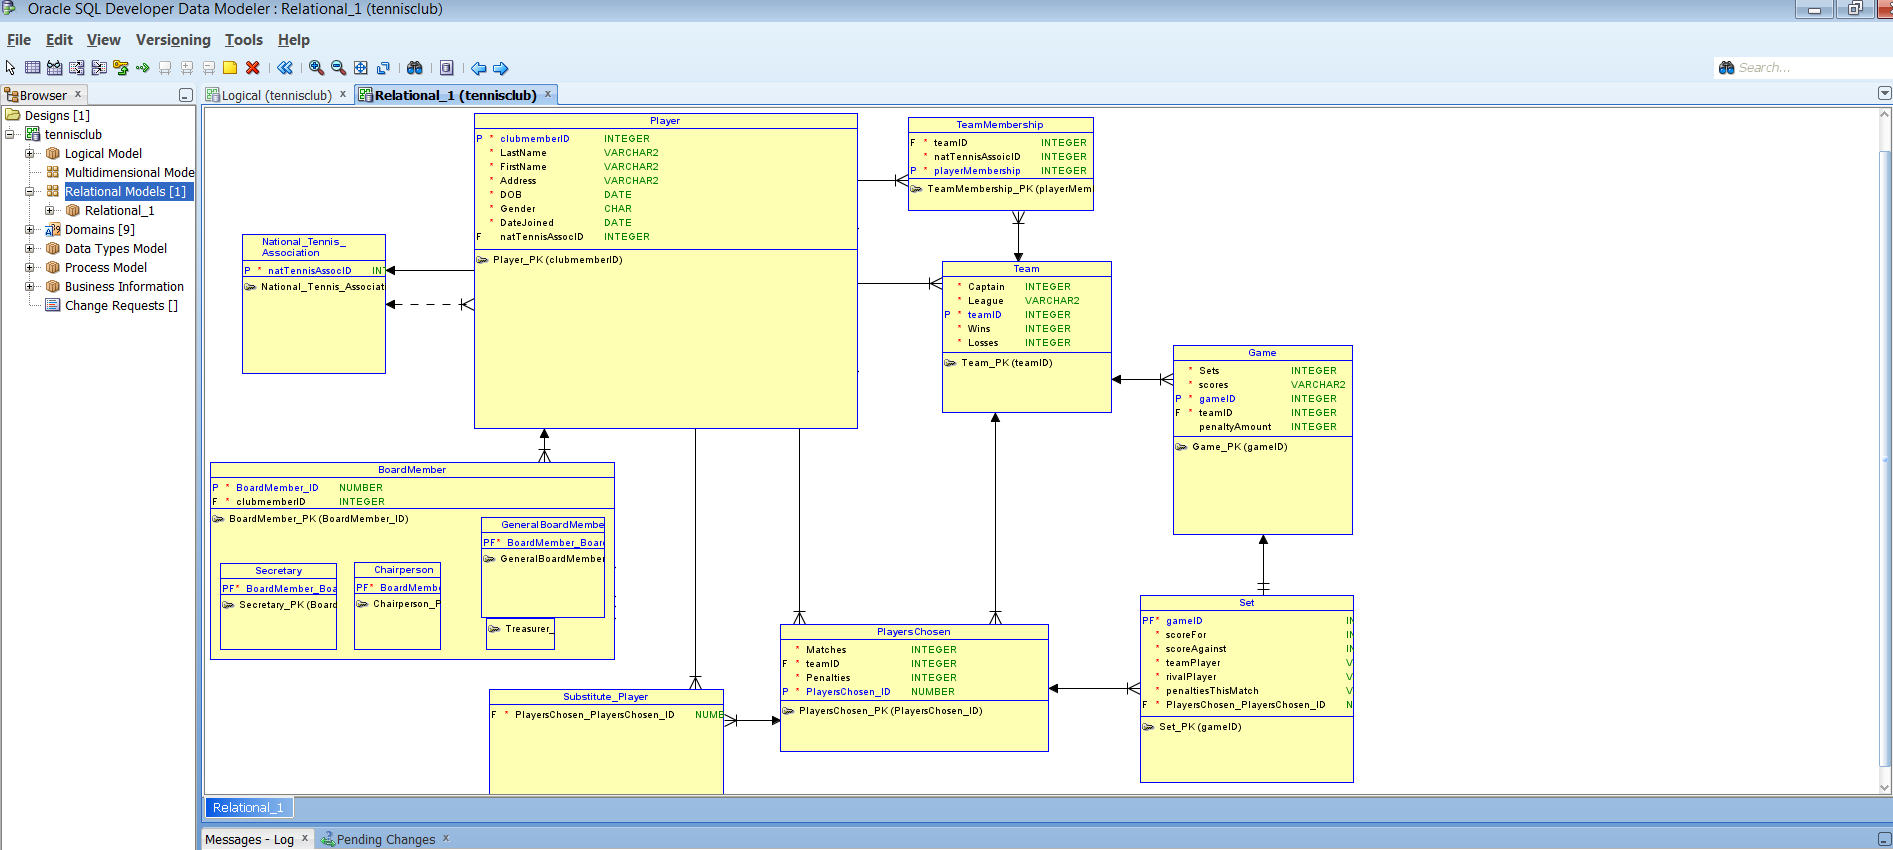 Oracle SQL Developer Data Modeler : Relational_1 (tennisclub)
File Edit View Versioning Tools Help
Search...
Browser x
Logical (tennisclub) x
Relational_1 (tennisclub) x
Designs [1]
tennisclub
Logical Model
Multidimensional Mode
Relational Models [1]
Relational_1
Domains [9]
Data Types Model
Process Model
Business Information
Change Requests []
Player
P * clubmemberID INTEGER
* LastName VARCHAR2
* FirstName VARCHAR2
* Address VARCHAR2
* DOB DATE
* Gender CHAR
* DateJoined DATE
F natTennisAssocID INTEGER
Player_PK (clubmemberID)
TeamMembership
F * teamID INTEGER
* natTennisAssoicID INTEGER
P * playerMembership INTEGER
TeamMembership_PK (playerMem
National_Tennis_
Association
P * natTennisAssocID INT
National_Tennis_Associat
Team
* Captain INTEGER
* League VARCHAR2
P * teamID INTEGER
* Wins INTEGER
* Losses INTEGER
Team_PK (teamID)
Game
* Sets INTEGER
* scores VARCHAR2
P * gameID INTEGER
F * teamID INTEGER
penaltyAmount INTEGER
Game_PK (gameID)
BoardMember
P * BoardMember_ID NUMBER
F * clubmemberID INTEGER
BoardMember_PK (BoardMember_ID)
GeneralBoardMembe
PF* BoardMember_Boar
GeneralBoardMember
Secretary
PF* BoardMember_Boa
Secretary_PK (Board
Chairperson
PF* BoardMemb
Chairperson_P
Treasurer_
PlayersChosen
* Matches INTEGER
F * teamID INTEGER
* Penalties INTEGER
P * PlayersChosen_ID NUMBER
PlayersChosen_PK (PlayersChosen_ID)
Set
PF* gameID IN
* scoreFor IN
* scoreAgainst IN
* teamPlayer V
* rivalPlayer V
* penaltiesThisMatch V
F * PlayersChosen_PlayersChosen_ID N
Set_PK (gameID)
Substitute_Player
F * PlayersChosen_PlayersChosen_ID NUME
Relational_1
Messages - Log x
Pending Changes x